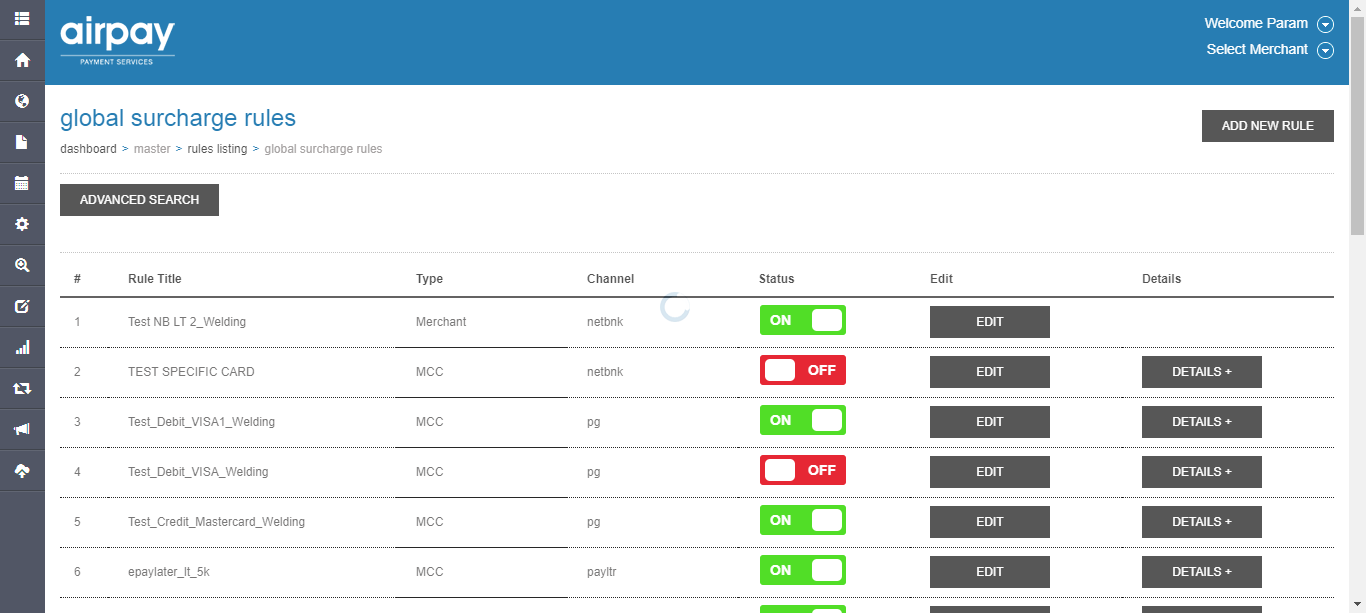 airpay
PAYMENT SERVICES
Welcome Param
Select Merchant
global surcharge rules
ADD NEW RULE
dashboard > master > rules listing > global surcharge rules
ADVANCED SEARCH
# Rule Title Type Channel Status Edit Details
1 Test NB LT 2_Welding Merchant netbnk ON EDIT
2 TEST SPECIFIC CARD MCC netbnk OFF EDIT DETAILS +
3 Test_Debit_VISA1_Welding MCC pg ON EDIT DETAILS +
4 Test_Debit_VISA_Welding MCC pg OFF EDIT DETAILS +
5 Test_Credit_Mastercard_Welding MCC pg ON EDIT DETAILS +
6 epaylater_lt_5k MCC payltr ON EDIT DETAILS +